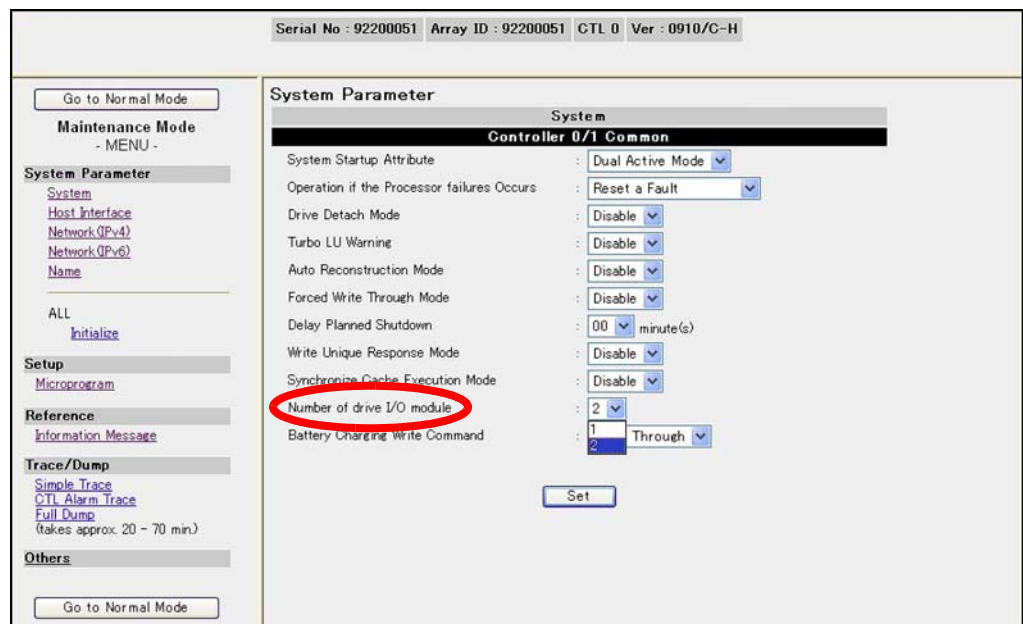 Serial No : 92200051 Array ID : 92200051 CTL 0 Ver : 0910/C-H
Go to Normal Mode
Maintenance Mode
- MENU -
System Parameter
System
Host Interface
Network(IPv4)
Network(IPv6)
Name
ALL
Initialize
Setup
Microprogram
Reference
Information Message
Trace/Dump
Simple Trace
CTL Alarm Trace
Full Dump
(takes approx. 20 - 70 min.)
Others
Go to Normal Mode
System Parameter
System
Controller 0/1 Common
System Startup Attribute : Dual Active Mode
Operation if the Processor failures Occurs : Reset a Fault
Drive Detach Mode : Disable
Turbo LU Warning : Disable
Auto Reconstruction Mode : Disable
Forced Write Through Mode : Disable
Delay Planned Shutdown : 00 minute(s)
Write Unique Response Mode : Disable
Synchronize Cache Execution Mode : Disable
Number of drive I/O module : 2
1
2
Battery Charging Write Command : Through
Set